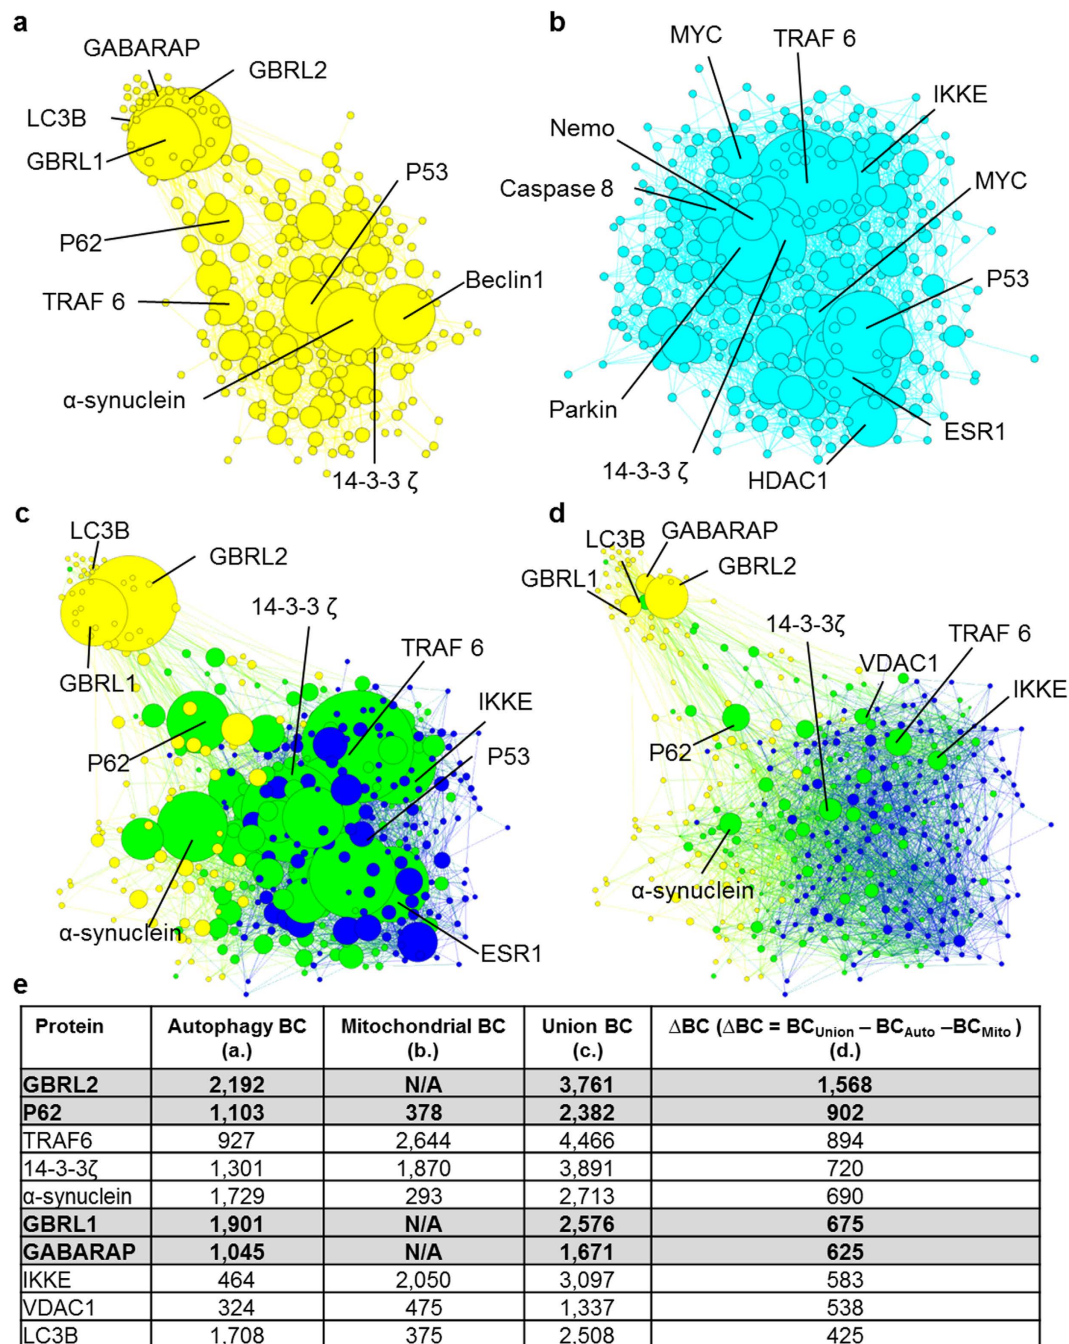 a
GABARAP
GBRL2
LC3B
GBRL1
P53
P62
TRAF 6
Beclin1
α-synuclein
14-3-3 ζ
b
MYC
TRAF 6
IKKE
Nemo
Caspase 8
MYC
P53
Parkin
ESR1
14-3-3 ζ
HDAC1
c
LC3B
GBRL2
14-3-3 ζ
TRAF 6
GBRL1
IKKE
P62
P53
α-synuclein
ESR1
d
GABARAP
LC3B
GBRL2
GBRL1
14-3-3ζ
TRAF 6
VDAC1
IKKE
P62
α-synuclein
e
Protein Autophagy BC (a.) Mitochondrial BC (b.) Union BC (c.) ΔBC (ΔBC = BCUnion – BCAuto –BCMito ) (d.)
GBRL2 2,192 N/A 3,761 1,568
P62 1,103 378 2,382 902
TRAF6 927 2,644 4,466 894
14-3-3ζ 1,301 1,870 3,891 720
α-synuclein 1,729 293 2,713 690
GBRL1 1,901 N/A 2,576 675
GABARAP 1,045 N/A 1,671 625
IKKE 464 2,050 3,097 583
VDAC1 324 475 1,337 538
LC3B 1,708 375 2,508 425